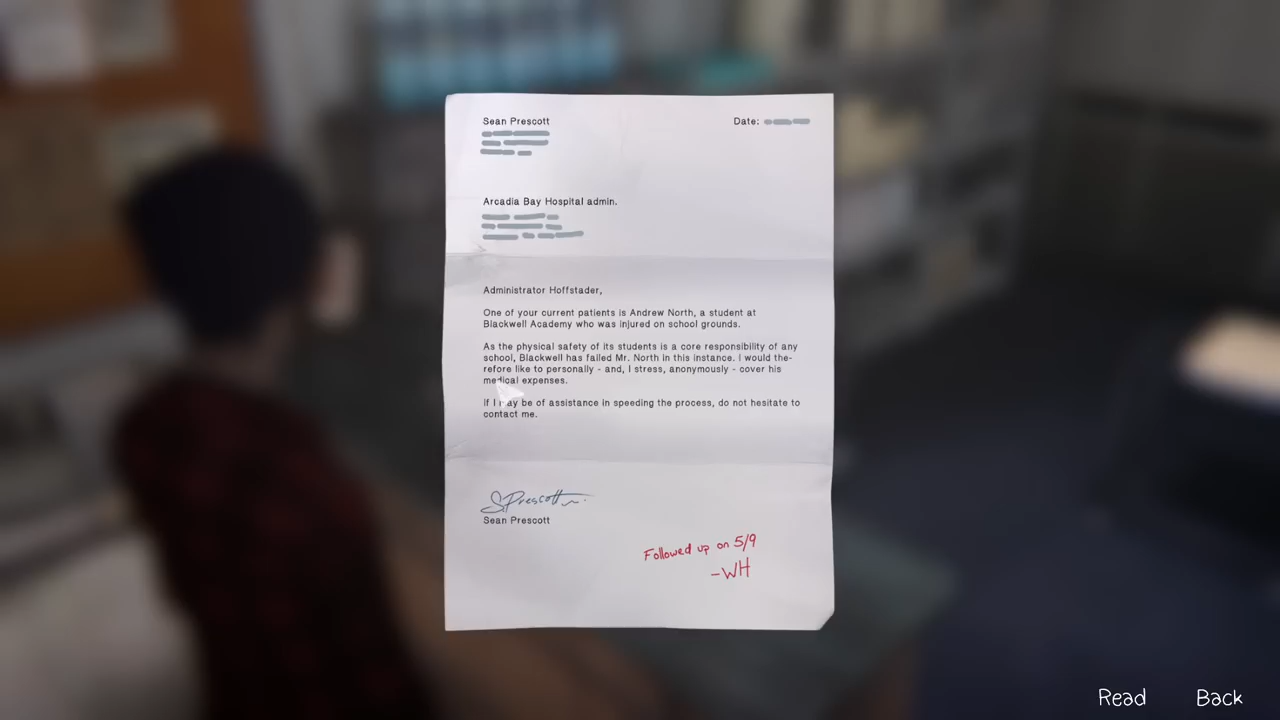 Sean Prescott
Date:
Arcadia Bay Hospital admin.
Administrator Hoffstader,
One of your current patients is Andrew North, a student at
Blackwell Academy who was injured on school grounds.
As the physical safety of its students is a core responsibility of any
school, Blackwell has failed Mr. North in this instance. I would the-
refore like to personally - and, I stress, anonymously - cover his
medical expenses.
if I may be of assistance in speeding the process, do not hesitate to
contact me.
SPrescott
Sean Prescott
Followed up on 5/9
-WH
Read Back